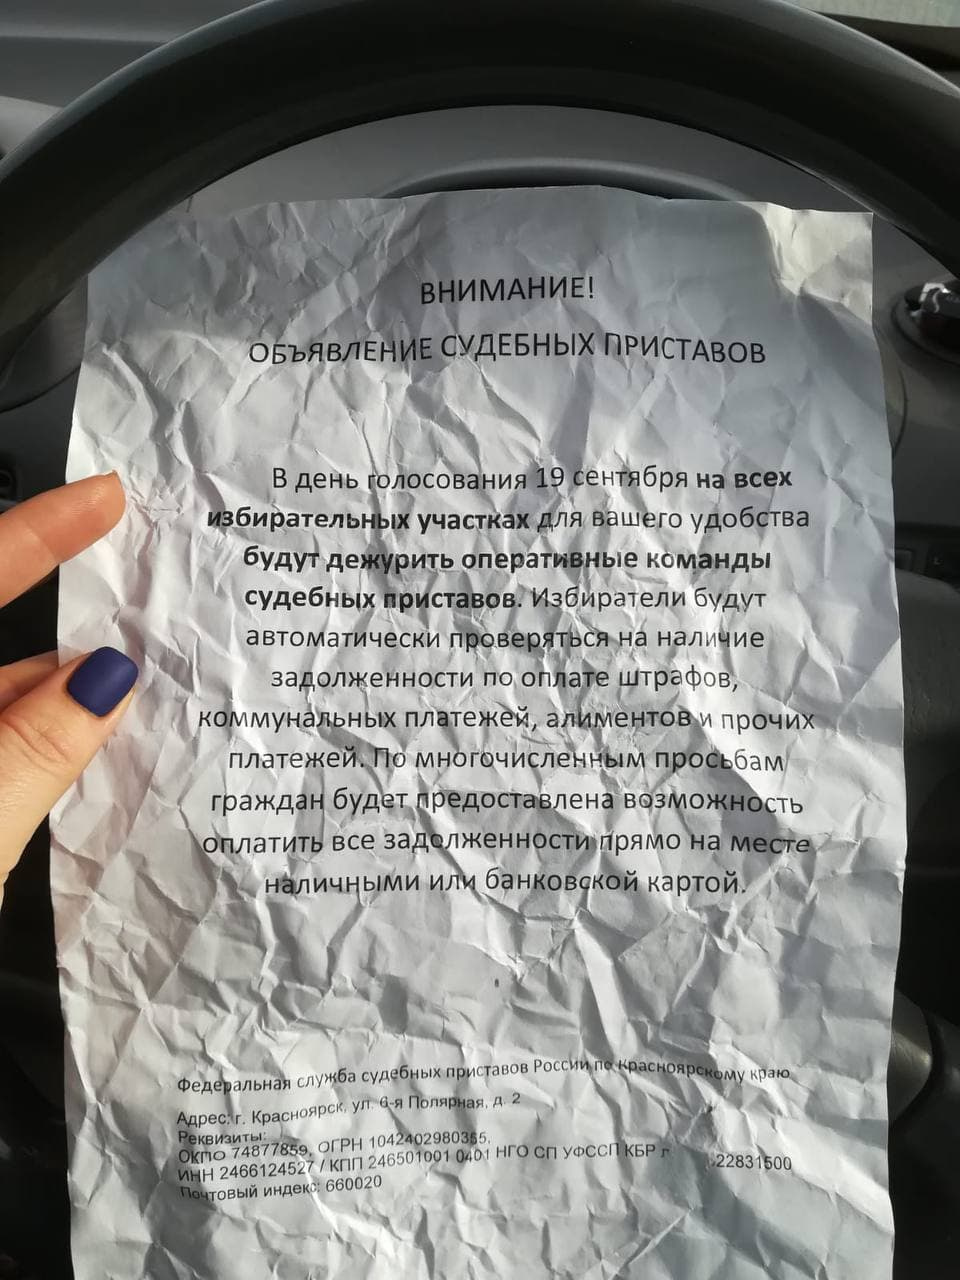 ВНИМАНИЕ!
ОБЪЯВЛЕНИЕ СУДЕБНЫХ ПРИСТАВОВ
В день голосования 19 сентября на всех
избирательных участках для вашего удобства
будут дежурить оперативные команды
судебных приставов. Избиратели будут
автоматически проверяться на наличие
задолженности по оплате штрафов,
коммунальных платежей, алиментов и прочих
платежей. По многочисленным просьбам
граждан будет предоставлена возможность
оплатить все задолженности прямо на месте
наличными или банковской картой.
Федеральная служба судебных приставов России по Красноярскому краю
Адрес: г. Красноярск, ул. 6-я Полярная, д. 2
Реквизиты:
ОКПО 74877859, ОГРН 1042402980355,
ИНН 2466124527 / КПП 246501001 0401 НГО СП УФССП КБР г 22831500
Почтовый индекс: 660020